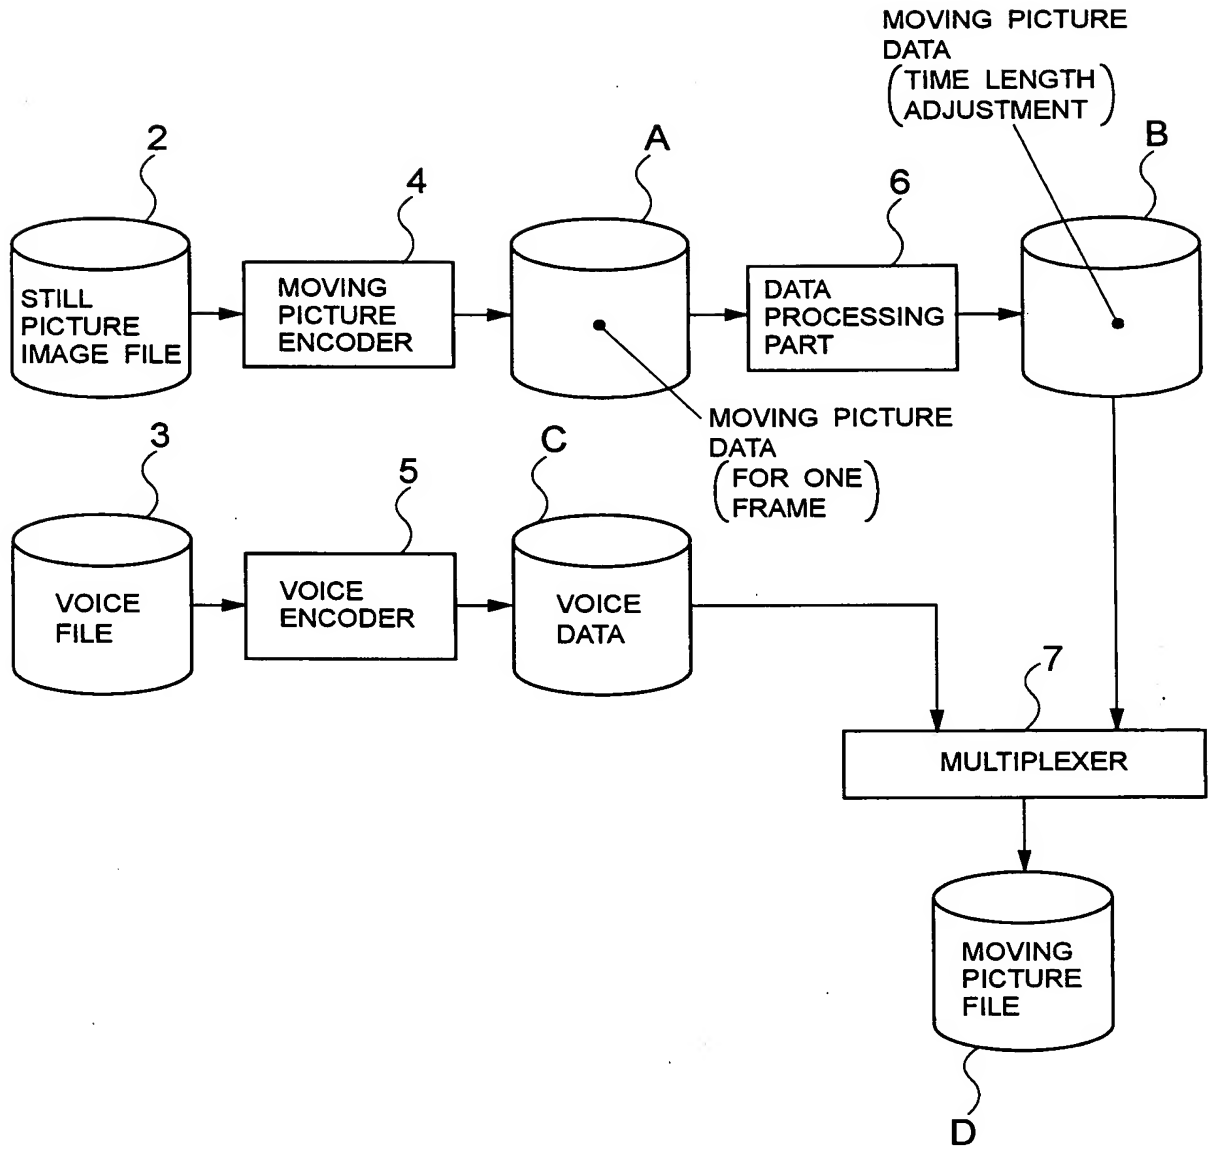 MOVING PICTURE
DATA
(TIME LENGTH
ADJUSTMENT)
2
A
B
4
6
STILL
PICTURE
IMAGE FILE
MOVING
PICTURE
ENCODER
DATA
PROCESSING
PART
MOVING PICTURE
DATA
(FOR ONE
FRAME)
3
5
C
VOICE
FILE
VOICE
ENCODER
VOICE
DATA
7
MULTIPLEXER
MOVING
PICTURE
FILE
D